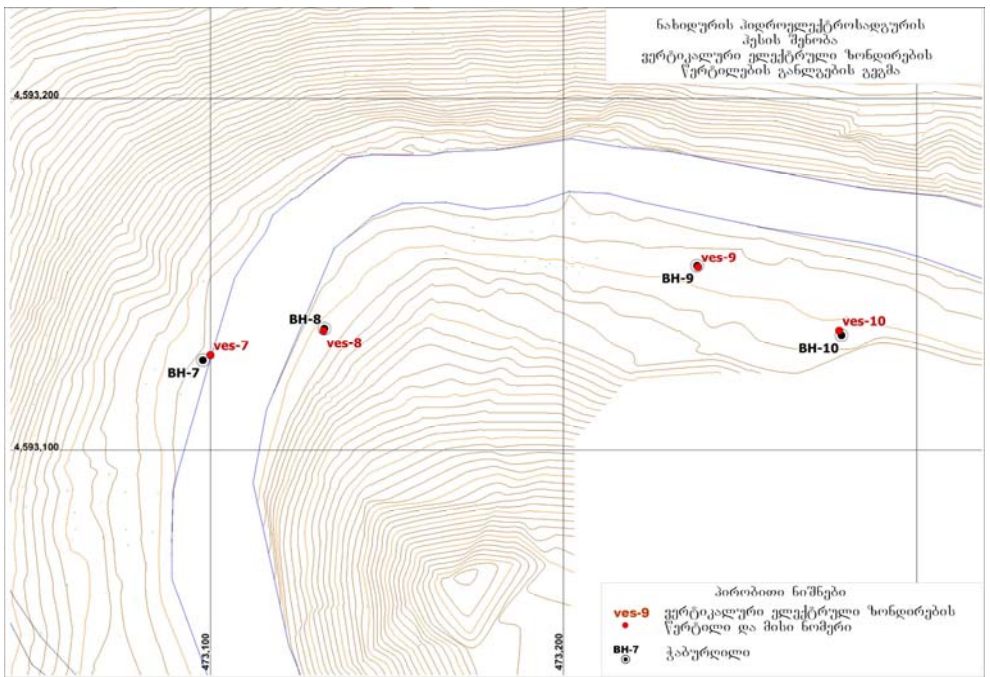 ნახიდურის ჰიდროელექტროსადგურის
ჰესის შენობა
ვერტიკალური ელექტრული ზონდირების
წერტილების განლგების გეგმა
4,593,200
ves-9
BH-9
BH-8
ves-8
ves-10
BH-10
ves-7
BH-7
4,593,100
473,100
473,200
პირობითი ნიშნები
ves-9 ვერტიკალური ელექტრული ზონდირების
წერტილი და მისი ნომერი
BH-7 ჭაბურღილი